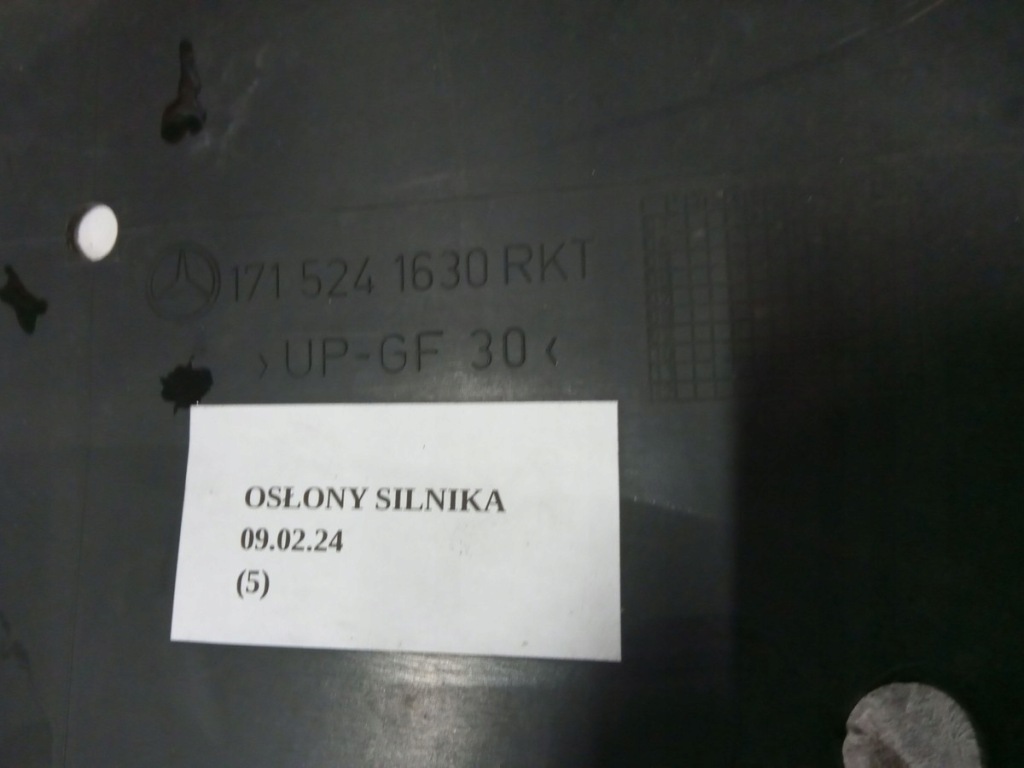 171 524 1630 RKT
>UP-GF 30<
OSŁONY SILNIKA
09.02.24
(5)